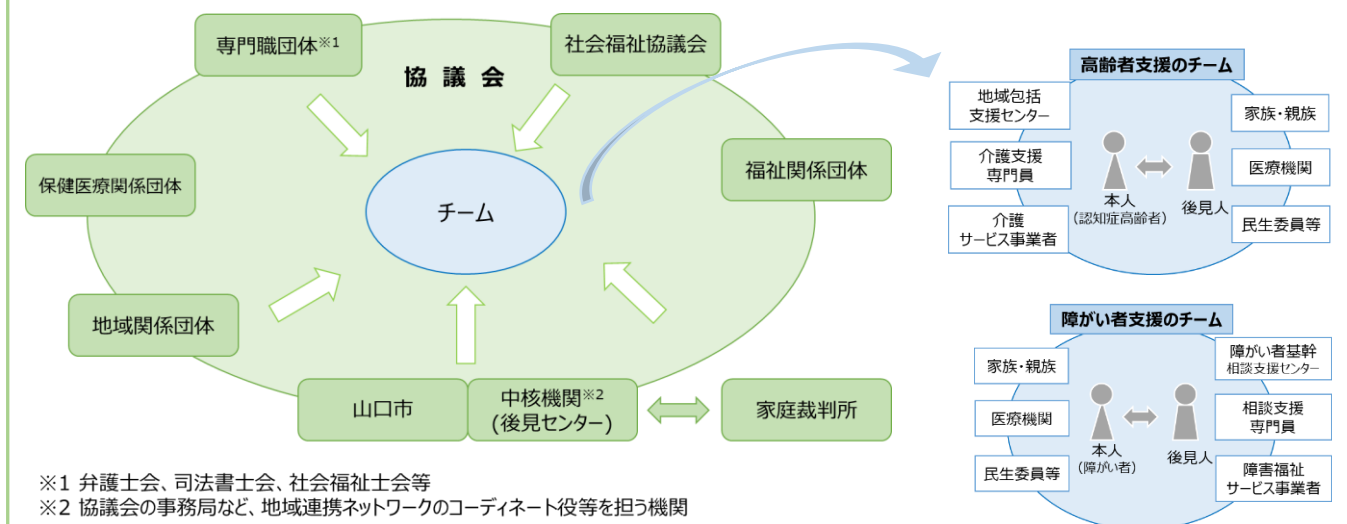 専門職団体※1
社会福祉協議会
協議会
保健医療関係団体
福祉関係団体
チーム
地域関係団体
山口市
中核機関※2
(後見センター)
家庭裁判所
※1 弁護士会、司法書士会、社会福祉士会等
※2 協議会の事務局など、地域連携ネットワークのコーディネート役等を担う機関
高齢者支援のチーム
地域包括
支援センター
家族・親族
介護支援
専門員
医療機関
本人
(認知症高齢者)
後見人
介護
サービス事業者
民生委員等
障がい者支援のチーム
家族・親族
障がい者基幹
相談支援センター
医療機関
相談支援
専門員
本人
(障がい者)
後見人
民生委員等
障害福祉
サービス事業者